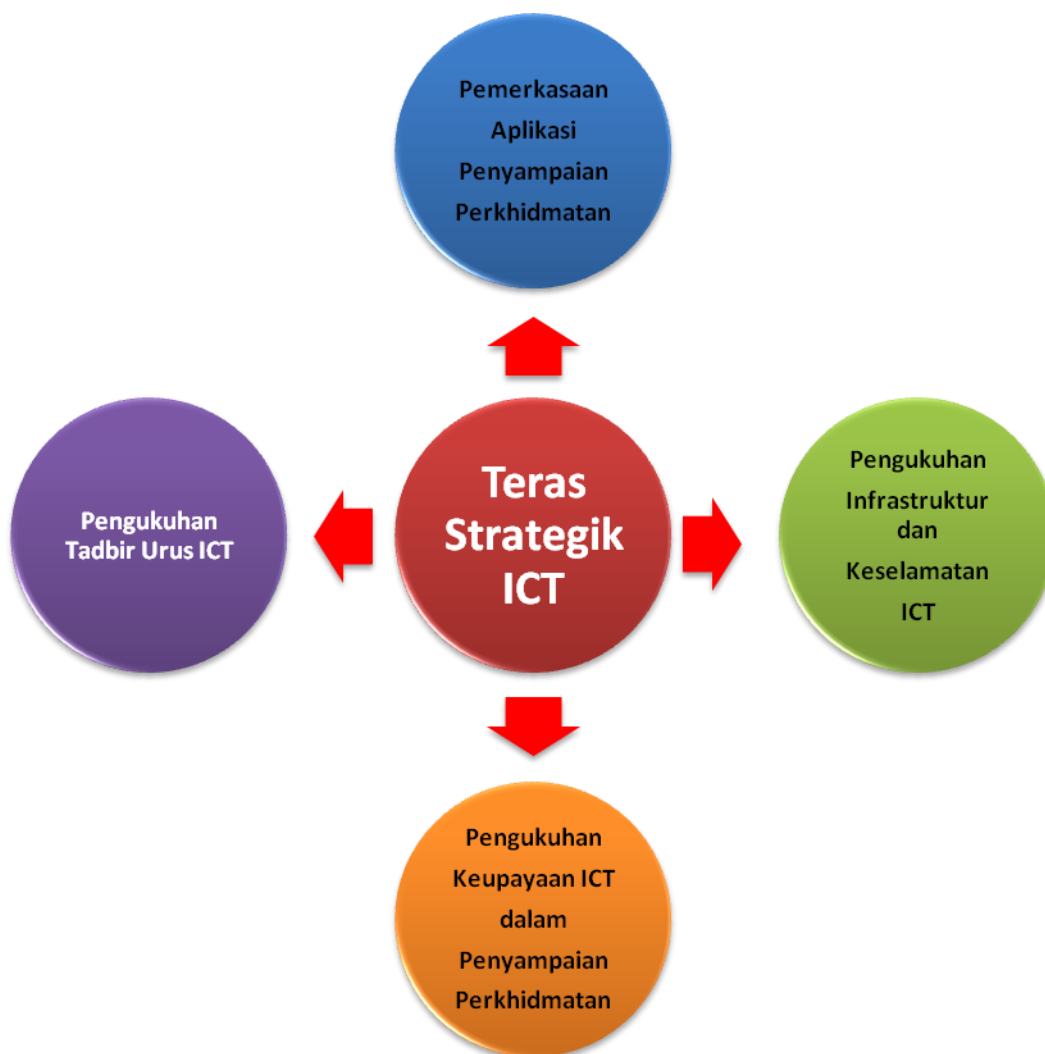 Pemerkasaan
Aplikasi
Penyampaian
Perkhidmatan
Pengukuhan
Tadbir Urus ICT
Teras
Strategik
ICT
Pengukuhan
Infrastruktur
dan
Keselamatan
ICT
Pengukuhan
Keupayaan ICT
dalam
Penyampaian
Perkhidmatan